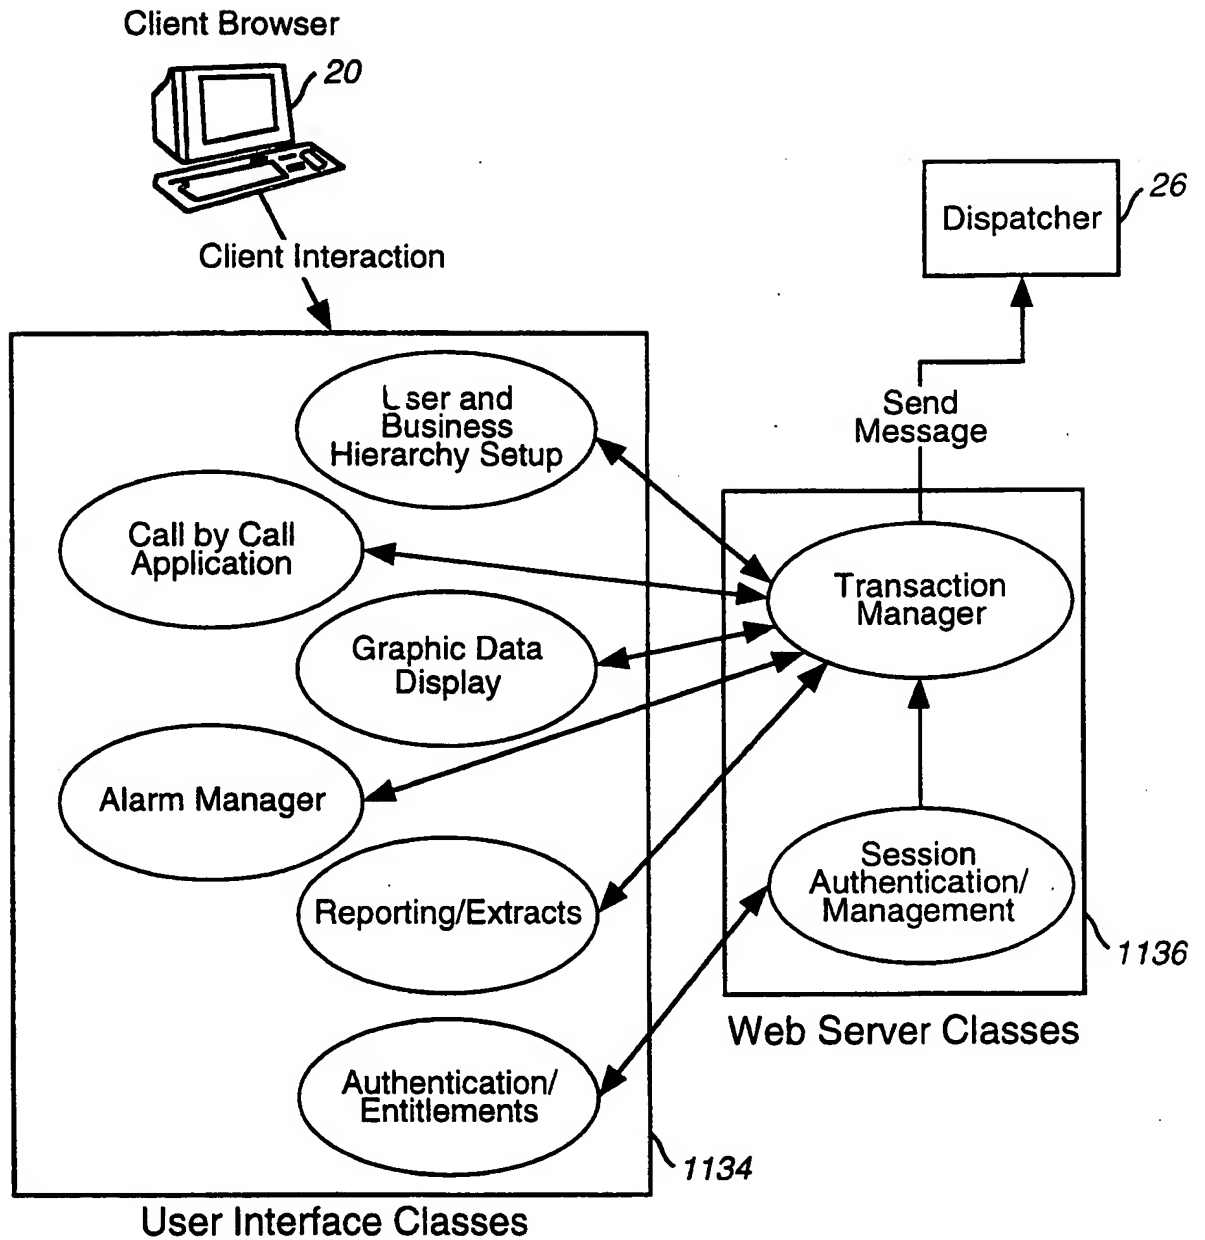 Client Browser
20
Client Interaction
Dispatcher
26
Send
Message
User and
Business
Hierarchy Setup
Call by Call
Application
Graphic Data
Display
Alarm Manager
Reporting/Extracts
Authentication/
Entitlements
1134
User Interface Classes
Transaction
Manager
Session
Authentication/
Management
1136
Web Server Classes